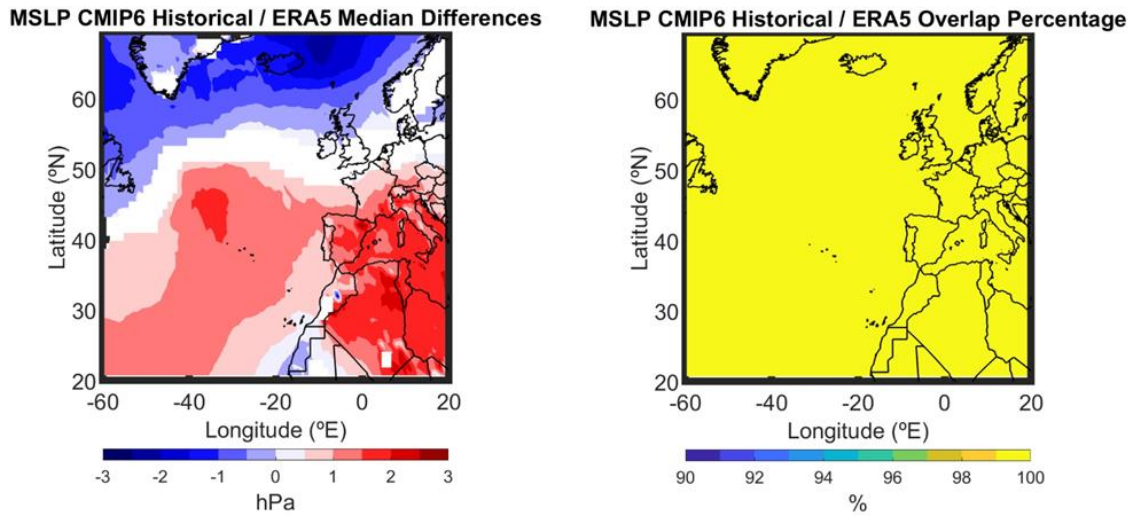 MSLP CMIP6 Historical / ERA5 Median Differences
60
50
40
30
20
Latitude (ºN)
-60 -40 -20 0 20
Longitude (ºE)
-3 -2 -1 0 1 2 3
hPa
MSLP CMIP6 Historical / ERA5 Overlap Percentage
60
50
40
30
20
Latitude (ºN)
-60 -40 -20 0 20
Longitude (ºE)
90 92 94 96 98 100
%